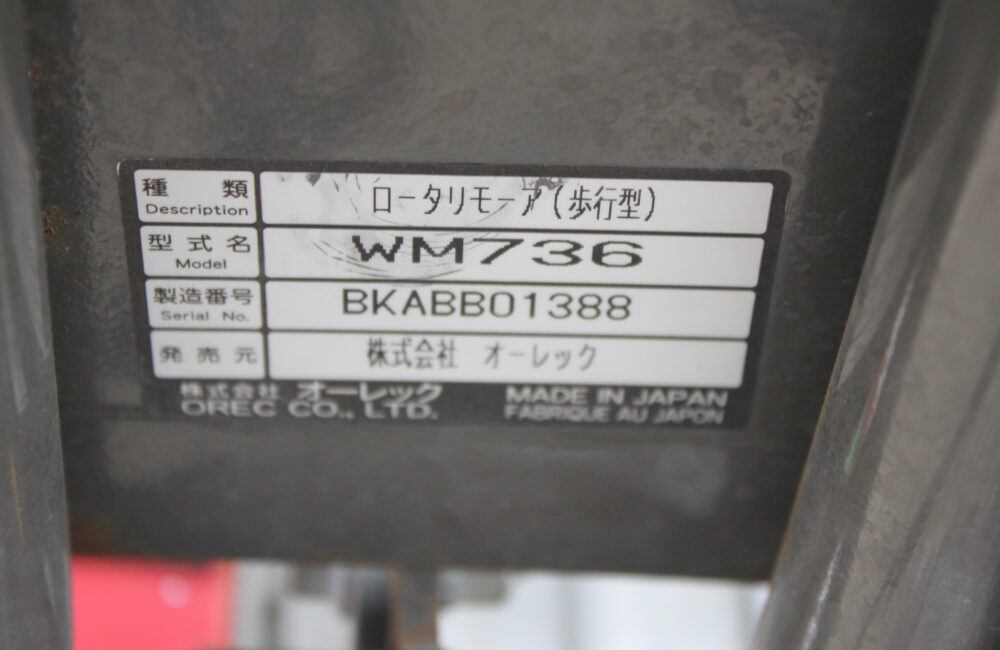 種類 ロータリモーア(歩行型)
Description
型式名 WM736
Model
製造番号 BKABB01388
Serial No.
発売元 株式会社 オーレック
株式会社 オーレック MADE IN JAPAN
OREC CO., LTD. FABRIQUE AU JAPON